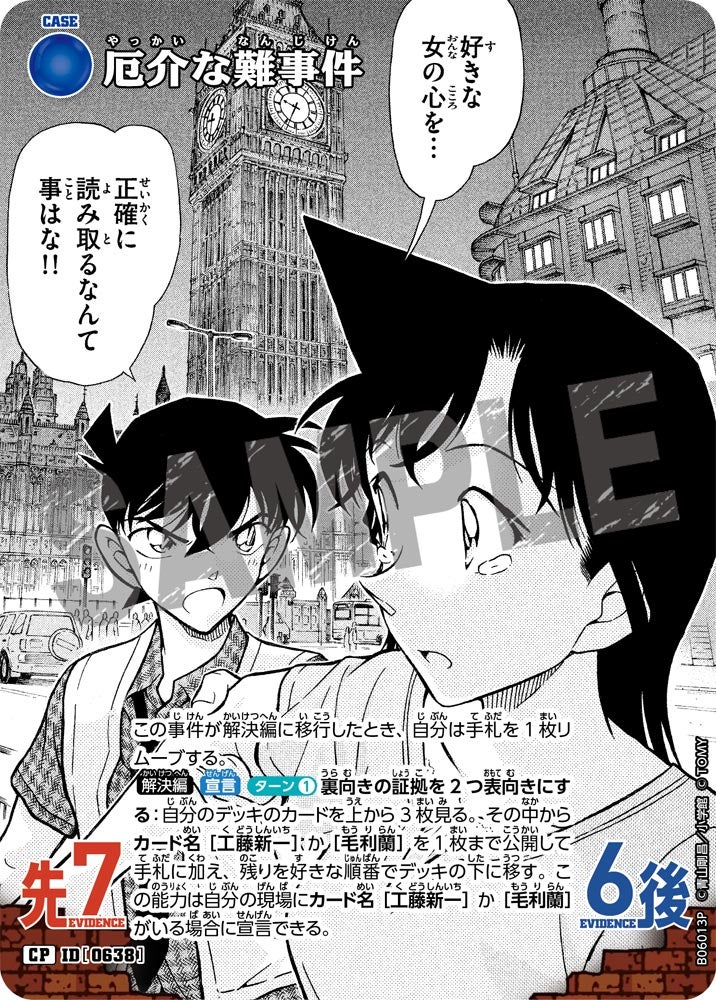 CASE
厄介な難事件
好きな
女の心を…
正確に
読み取るなんて
事はな!!
SAMPLE
この事件が解決編に移行したとき、自分は手札を1枚リ
ムーブする。
解決編 宣言 ターン① 裏向きの証拠を2つ表向きにす
る：自分のデッキのカードを上から3枚見る。その中から
カード名［工藤新一］か［毛利蘭］を1枚まで公開して
手札に加え、残りを好きな順番でデッキの下に移す。こ
の能力は自分の現場にカード名［工藤新一］か［毛利蘭］
がいる場合に宣言できる。
先7
EVIDENCE
6後
EVIDENCE
CP ID[0638]
B06013P ©青山剛昌／小学館 ©TOMY